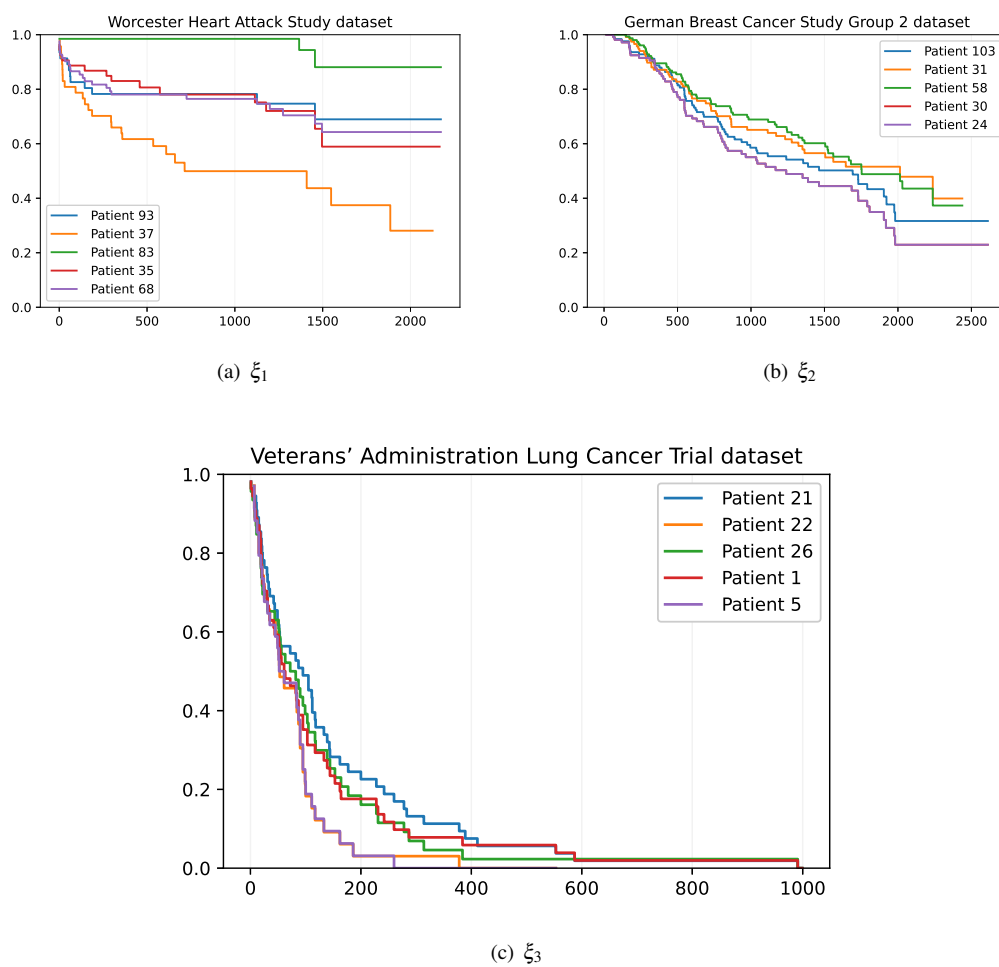 Worcester Heart Attack Study dataset
1.0
0.8
0.6
0.4
0.2
0.0
Patient 93
Patient 37
Patient 83
Patient 35
Patient 68
0 500 1000 1500 2000
(a) ξ1
German Breast Cancer Study Group 2 dataset
1.0
0.8
0.6
0.4
0.2
0.0
Patient 103
Patient 31
Patient 58
Patient 30
Patient 24
0 500 1000 1500 2000 2500
(b) ξ2
Veterans’ Administration Lung Cancer Trial dataset
1.0
0.8
0.6
0.4
0.2
0.0
Patient 21
Patient 22
Patient 26
Patient 1
Patient 5
0 200 400 600 800 1000
(c) ξ3